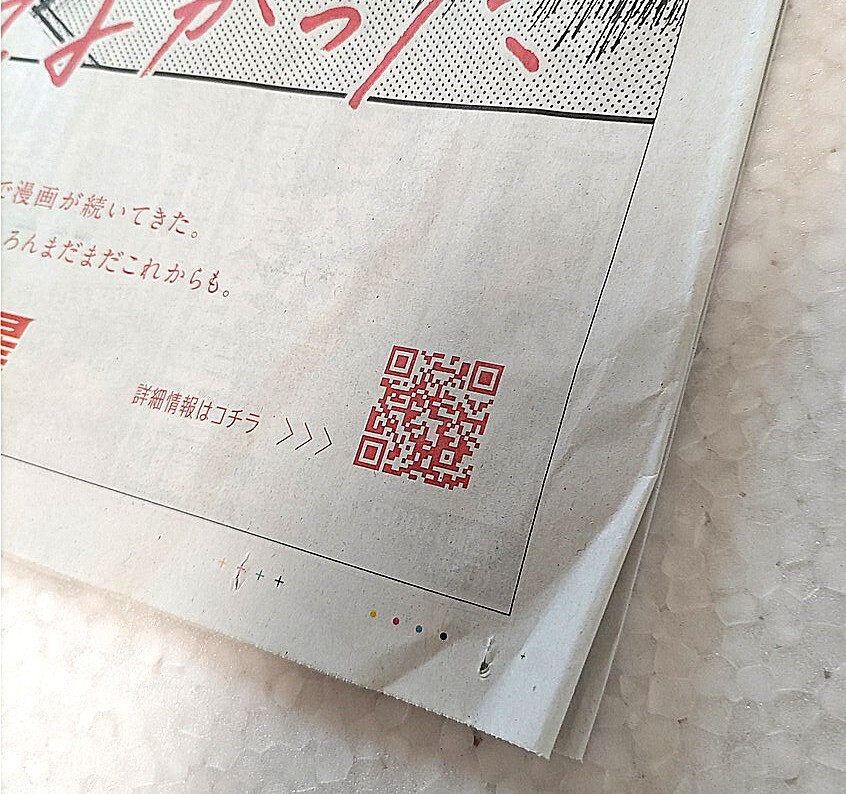 よかった
で漫画が続いてきた。
ろんまだまだこれからも。
詳細情報はコチラ >>>